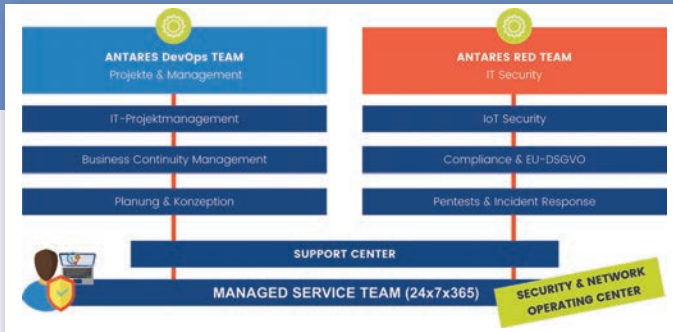 ANTARES DevOps TEAM
Projekte & Management
IT-Projektmanagement
Business Continuity Management
Planung & Konzeption
ANTARES RED TEAM
IT Security
IoT Security
Compliance & EU-DSGVO
Pentests & Incident Response
SUPPORT CENTER
MANAGED SERVICE TEAM (24x7x365)
SECURITY & NETWORK
OPERATING CENTER